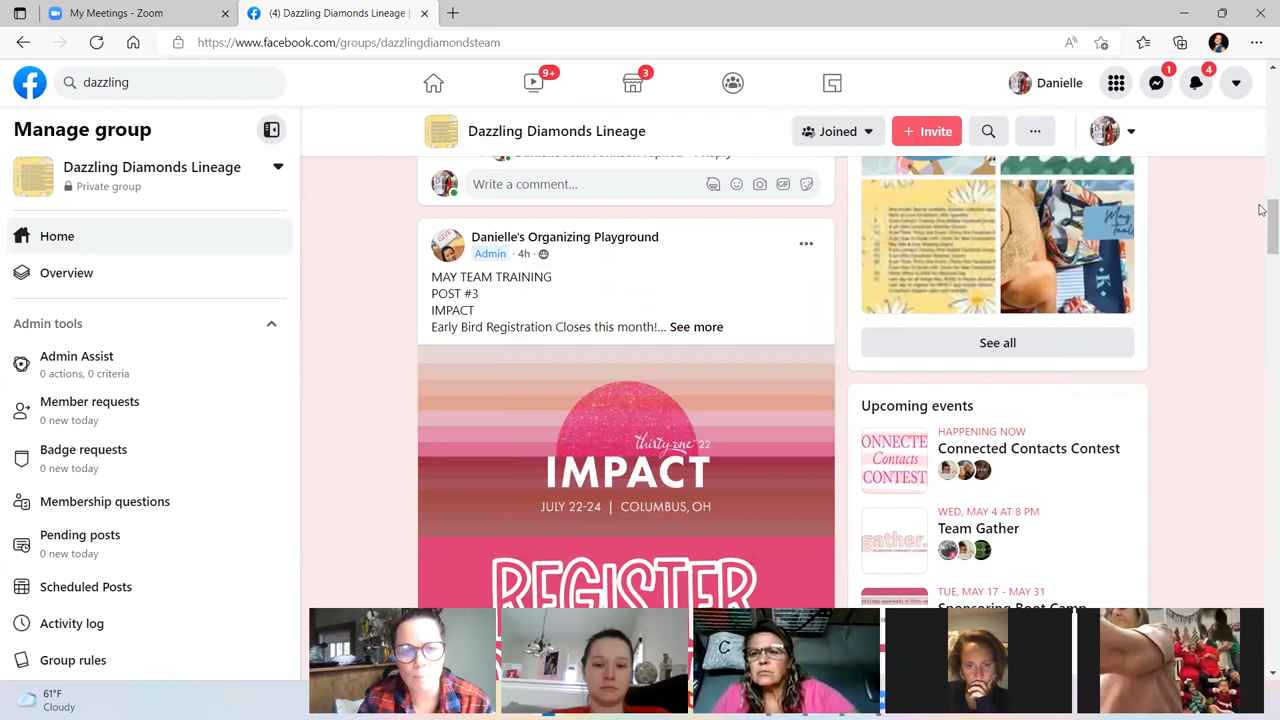 My Meetings - Zoom
(4) Dazzling Diamonds Lineage |
https://www.facebook.com/groups/dazzlingdiamondsteam
dazzling
9+
3
Danielle
1
4
Manage group
Dazzling Diamonds Lineage
Private group
Home
Overview
Admin tools
Admin Assist
0 actions, 0 criteria
Member requests
0 new today
Badge requests
0 new today
Membership questions
Pending posts
0 new today
Scheduled Posts
Activity log
Group rules
61°F
Cloudy
Dazzling Diamonds Lineage
Joined
+ Invite
Write a comment...
GIF
Danielle's Organizing Playground
Admin · 4h ·
MAY TEAM TRAINING
POST #3
IMPACT
Early Bird Registration Closes this month!... See more
thirty-one '22
IMPACT
JULY 22-24 | COLUMBUS, OH
REGISTER
See all
Upcoming events
HAPPENING NOW
Connected Contacts Contest
Contacts
CONTEST
WED, MAY 4 AT 8 PM
Team Gather
gather.
TUE, MAY 17 - MAY 31
Sponsoring Boot Camp
C